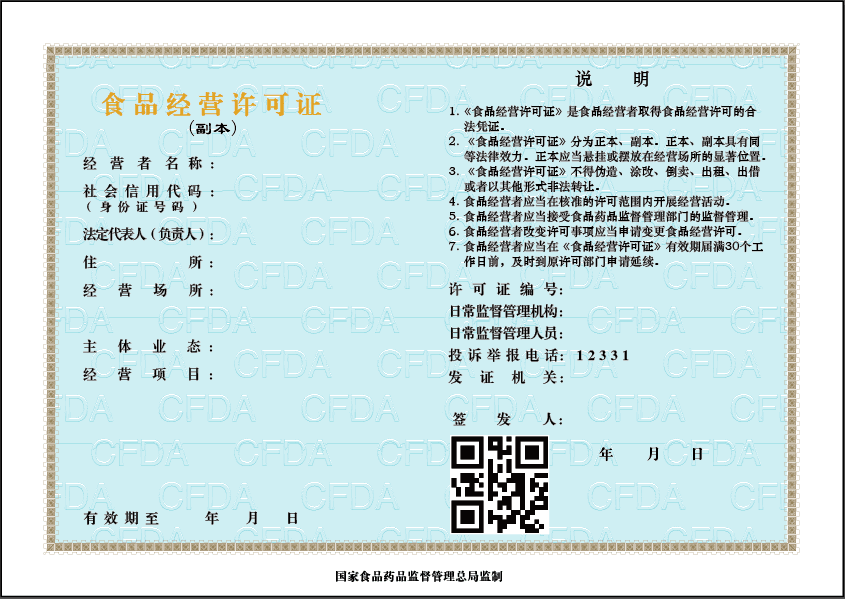 食品经营许可证
(副本)
经营者名称:
社会信用代码:
(身份证号码)
法定代表人(负责人):
住所:
经营场所:
主体业态:
经营项目:
有效期至 年 月 日
说 明
1.《食品经营许可证》是食品经营者取得食品经营许可的合
法凭证.
2.《食品经营许可证》分为正本、副本.正本、副本具有同
等法律效力.正本应当悬挂或摆放在经营场所的显著位置.
3.《食品经营许可证》不得伪造、涂改、倒卖、出租、出借
或者以其他形式非法转让.
4.食品经营者应当在核准的许可范围内开展经营活动.
5.食品经营者应当接受食品药品监督管理部门的监督管理.
6.食品经营者改变许可事项应当申请变更食品经营许可.
7.食品经营者应当在《食品经营许可证》有效期届满30个工
作日前,及时到原许可部门申请延续.
许可证编号:
日常监督管理机构:
日常监督管理人员:
投诉举报电话:12331
发证机关:
签发人:
年 月 日
国家食品药品监督管理总局监制